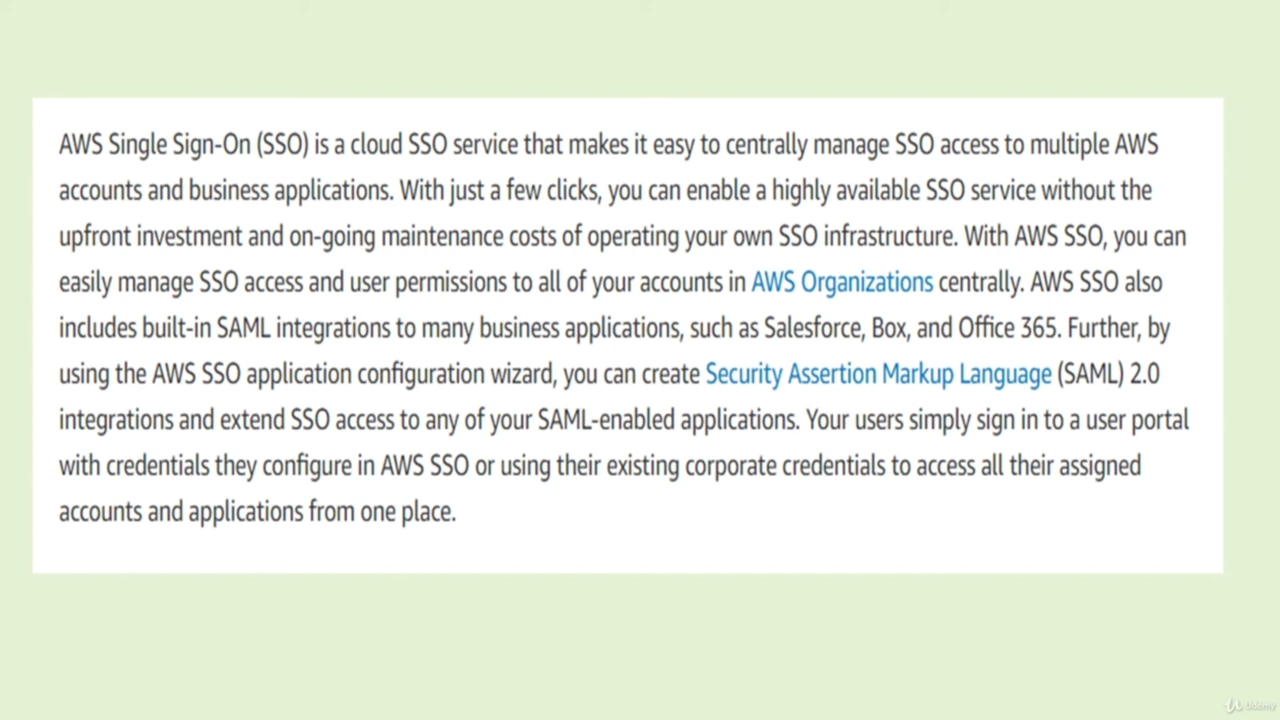 AWS Single Sign-On (SSO) is a cloud SSO service that makes it easy to centrally manage SSO access to multiple AWS
accounts and business applications. With just a few clicks, you can enable a highly available SSO service without the
upfront investment and on-going maintenance costs of operating your own SSO infrastructure. With AWS SSO, you can
easily manage SSO access and user permissions to all of your accounts in AWS Organizations centrally. AWS SSO also
includes built-in SAML integrations to many business applications, such as Salesforce, Box, and Office 365. Further, by
using the AWS SSO application configuration wizard, you can create Security Assertion Markup Language (SAML) 2.0
integrations and extend SSO access to any of your SAML-enabled applications. Your users simply sign in to a user portal
with credentials they configure in AWS SSO or using their existing corporate credentials to access all their assigned
accounts and applications from one place.
Udemy